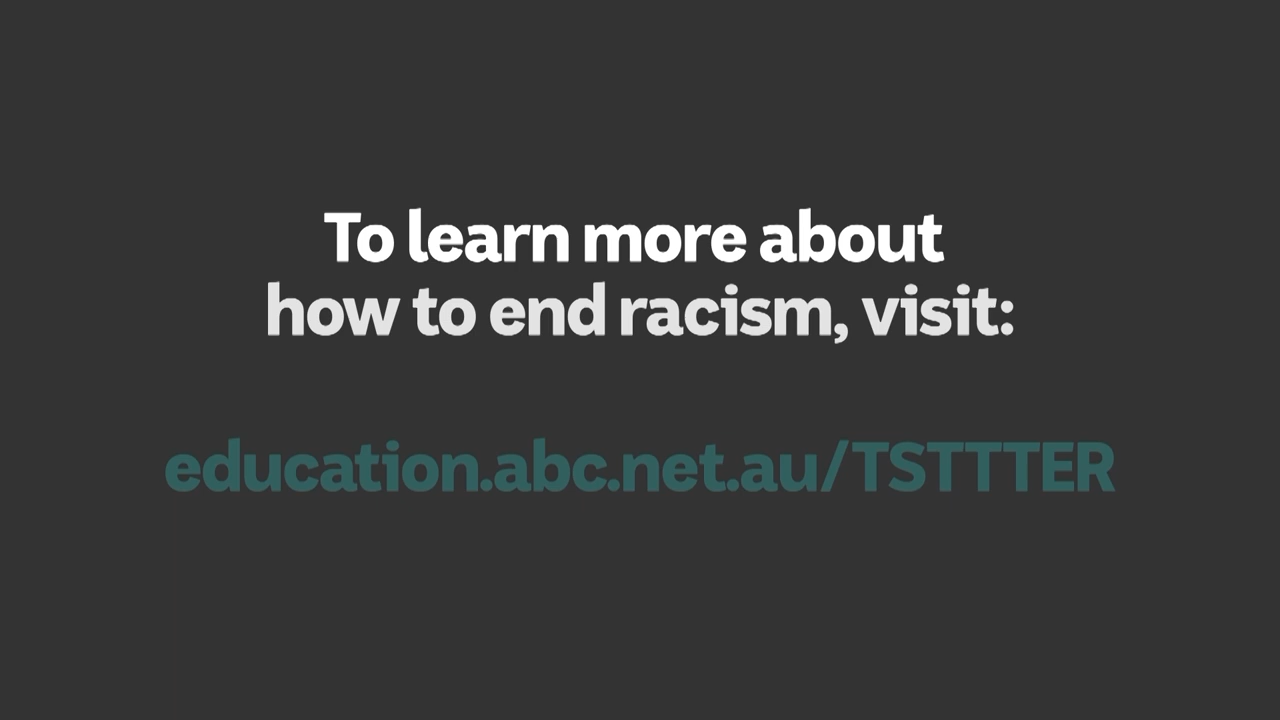 To learn more about
how to end racism, visit:
education.abc.net.au/TSTTTER